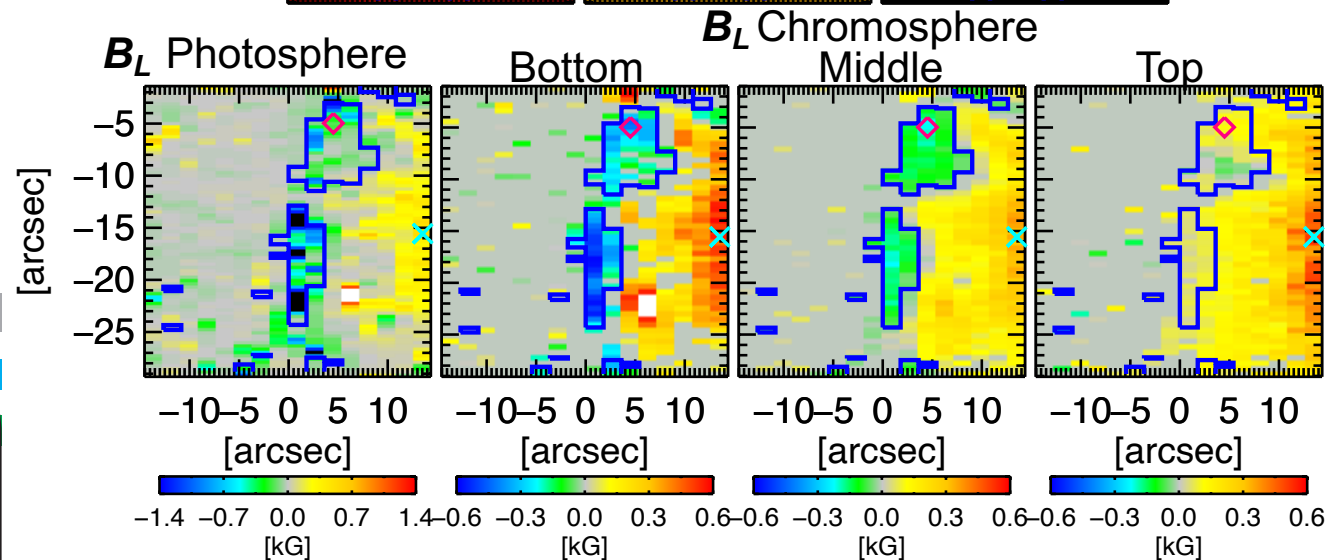 B_L Photosphere
B_L Chromosphere
Bottom
Middle
Top
[arcsec]
−5
−10
−15
−20
−25
−10−5 0 5 10
−10−5 0 5 10
−10−5 0 5 10
−10−5 0 5 10
[arcsec]
[arcsec]
[arcsec]
[arcsec]
−1.4 −0.7 0.0 0.7 1.4
−0.6 −0.3 0.0 0.3 0.6
−0.6 −0.3 0.0 0.3 0.6
−0.6 −0.3 0.0 0.3 0.6
[kG]
[kG]
[kG]
[kG]